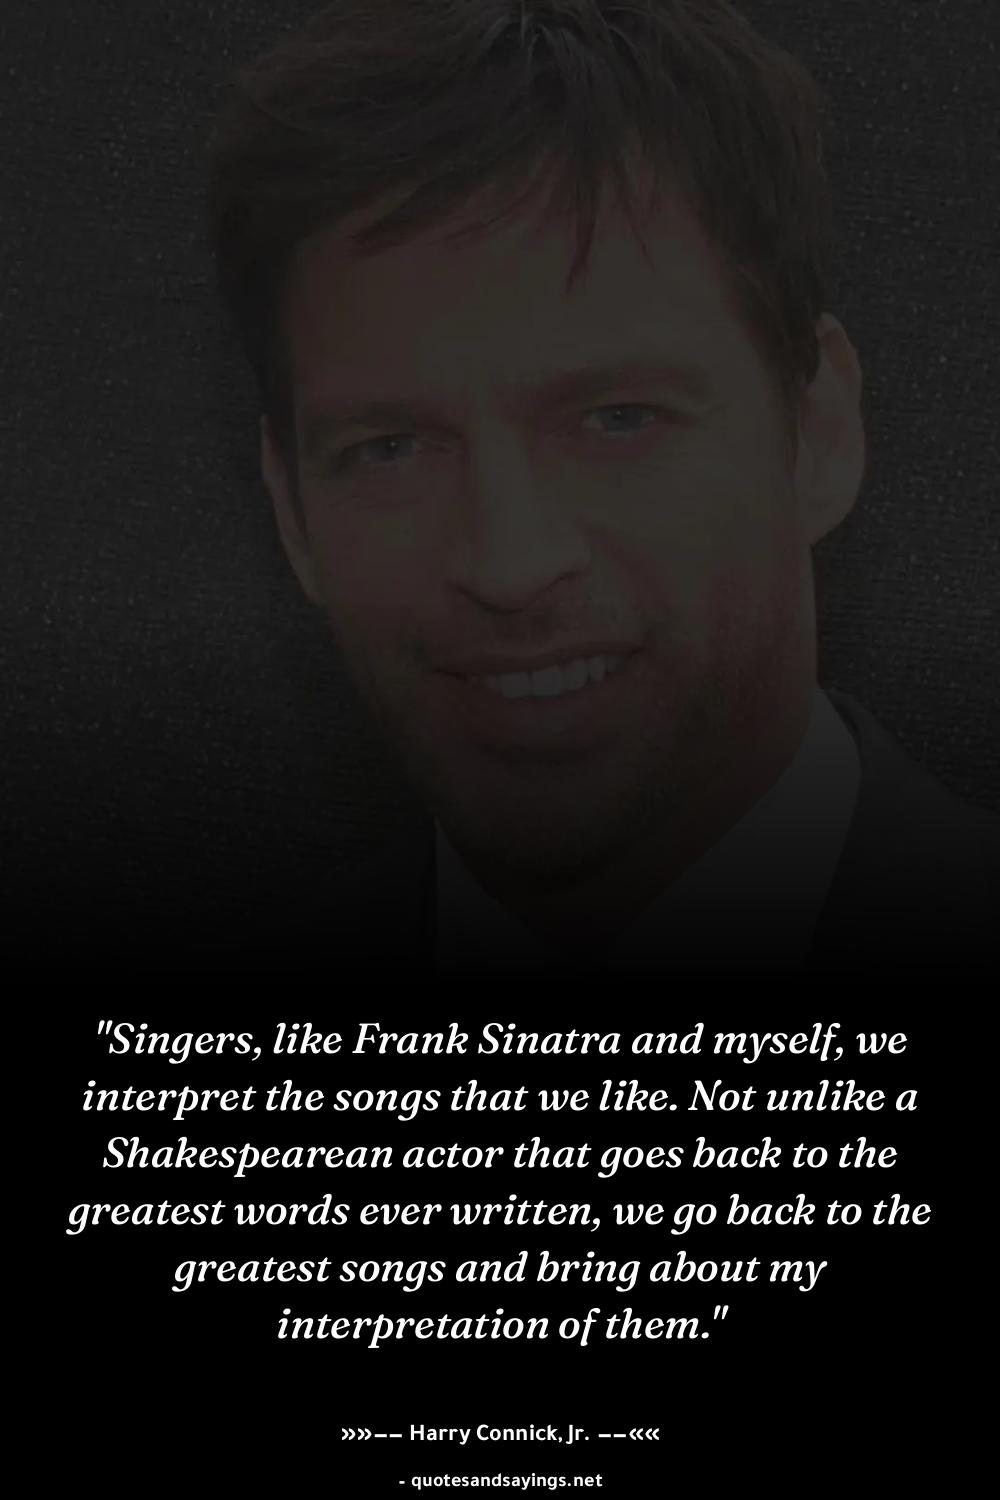 "Singers, like Frank Sinatra and myself, we
interpret the songs that we like. Not unlike a
Shakespearean actor that goes back to the
greatest words ever written, we go back to the
greatest songs and bring about my
interpretation of them."
»»−− Harry Connick, Jr. −−««
- quotesandsayings.net